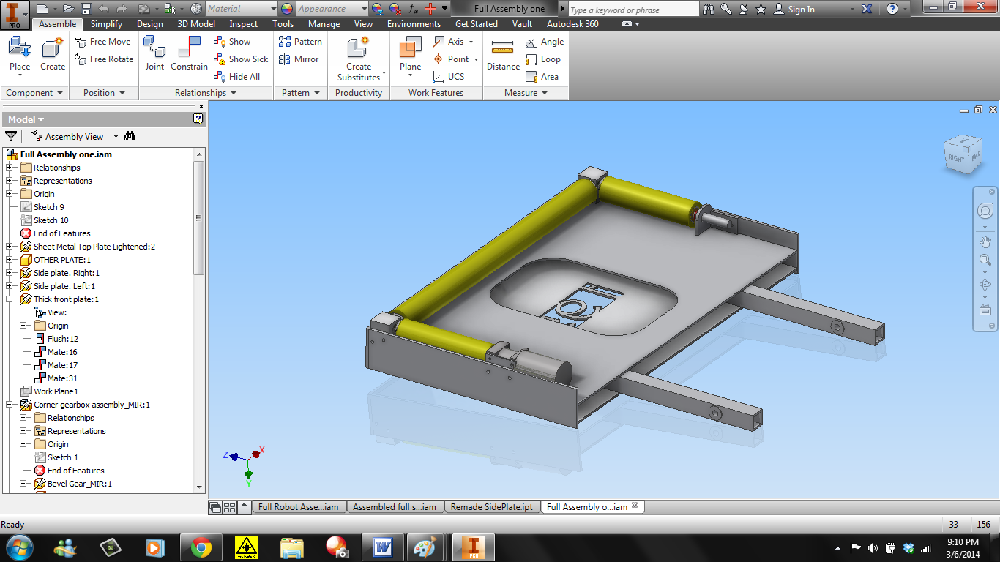 Material
Appearance
Full Assembly one
Type a keyword or phrase
Sign In
PRO
Assemble Simplify Design 3D Model Inspect Tools Manage View Environments Get Started Vault Autodesk 360
Free Move Show Pattern Axis Angle
Free Rotate Show Sick Mirror Point Loop
Place Create Joint Constrain Hide All Create Substitutes Plane UCS Distance Area
Component Position Relationships Pattern Productivity Work Features Measure
Model
Assembly View
Full Assembly one.iam
Relationships
Representations
Origin
Sketch 9
Sketch 10
End of Features
Sheet Metal Top Plate Lightened:2
OTHER PLATE:1
Side plate. Right:1
Side plate. Left:1
Thick front plate:1
View:
Origin
Flush:12
Mate:16
Mate:17
Mate:31
Work Plane1
Corner gearbox assembly_MIR:1
Relationships
Representations
Origin
Sketch 1
End of Features
Bevel Gear_MIR:1
RIGHT
Z X
Y
Full Robot Asse...iam Assembled full s...iam Remade SidePlate.ipt Full Assembly o...iam
Ready
33 156
PRO
9:10 PM
3/6/2014